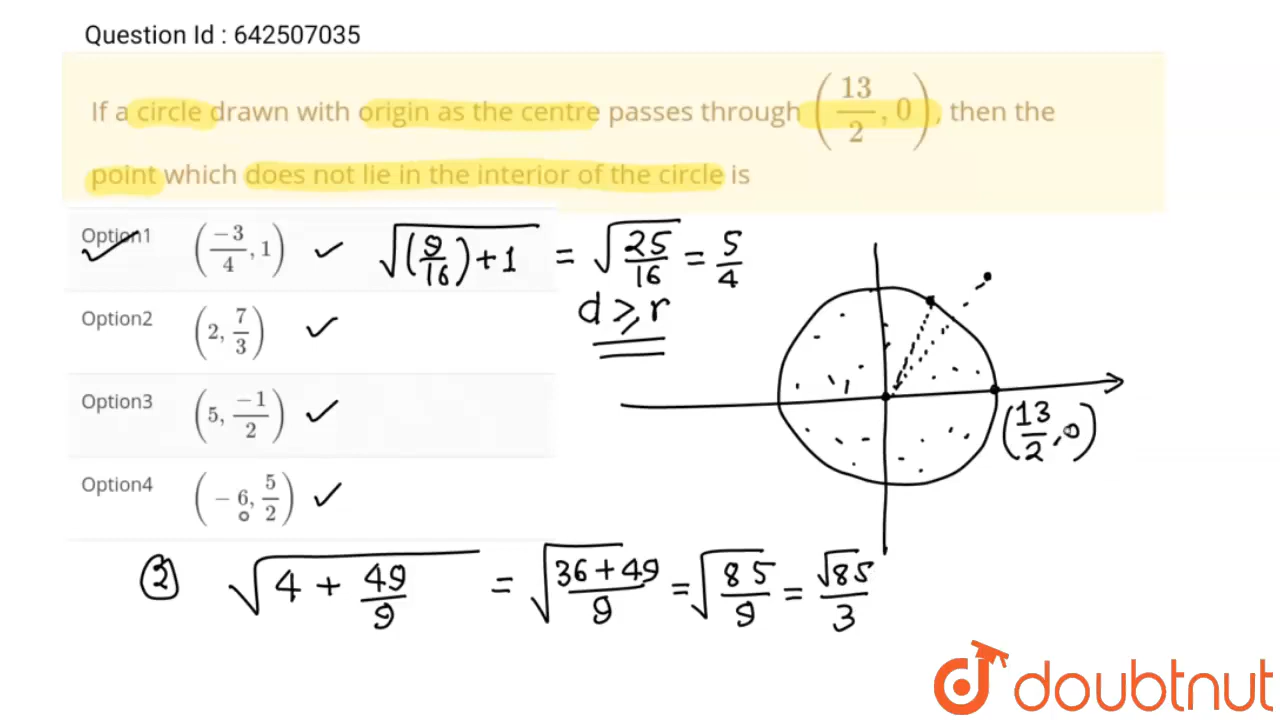 Question Id : 642507035
If a circle drawn with origin as the centre passes through (13/2, 0), then the
point which does not lie in the interior of the circle is
Option1 (-3/4, 1) ✓ √((9/16)+1) = √(25/16) = 5/4
d ≥ r
Option2 (2, 7/3) ✓
Option3 (5, -1/2) ✓
(13/2, 0)
Option4 (-6, 5/2) ✓
② √(4 + 49/9) = √((36+49)/9) = √(85/9) = √85/3
doubtnut